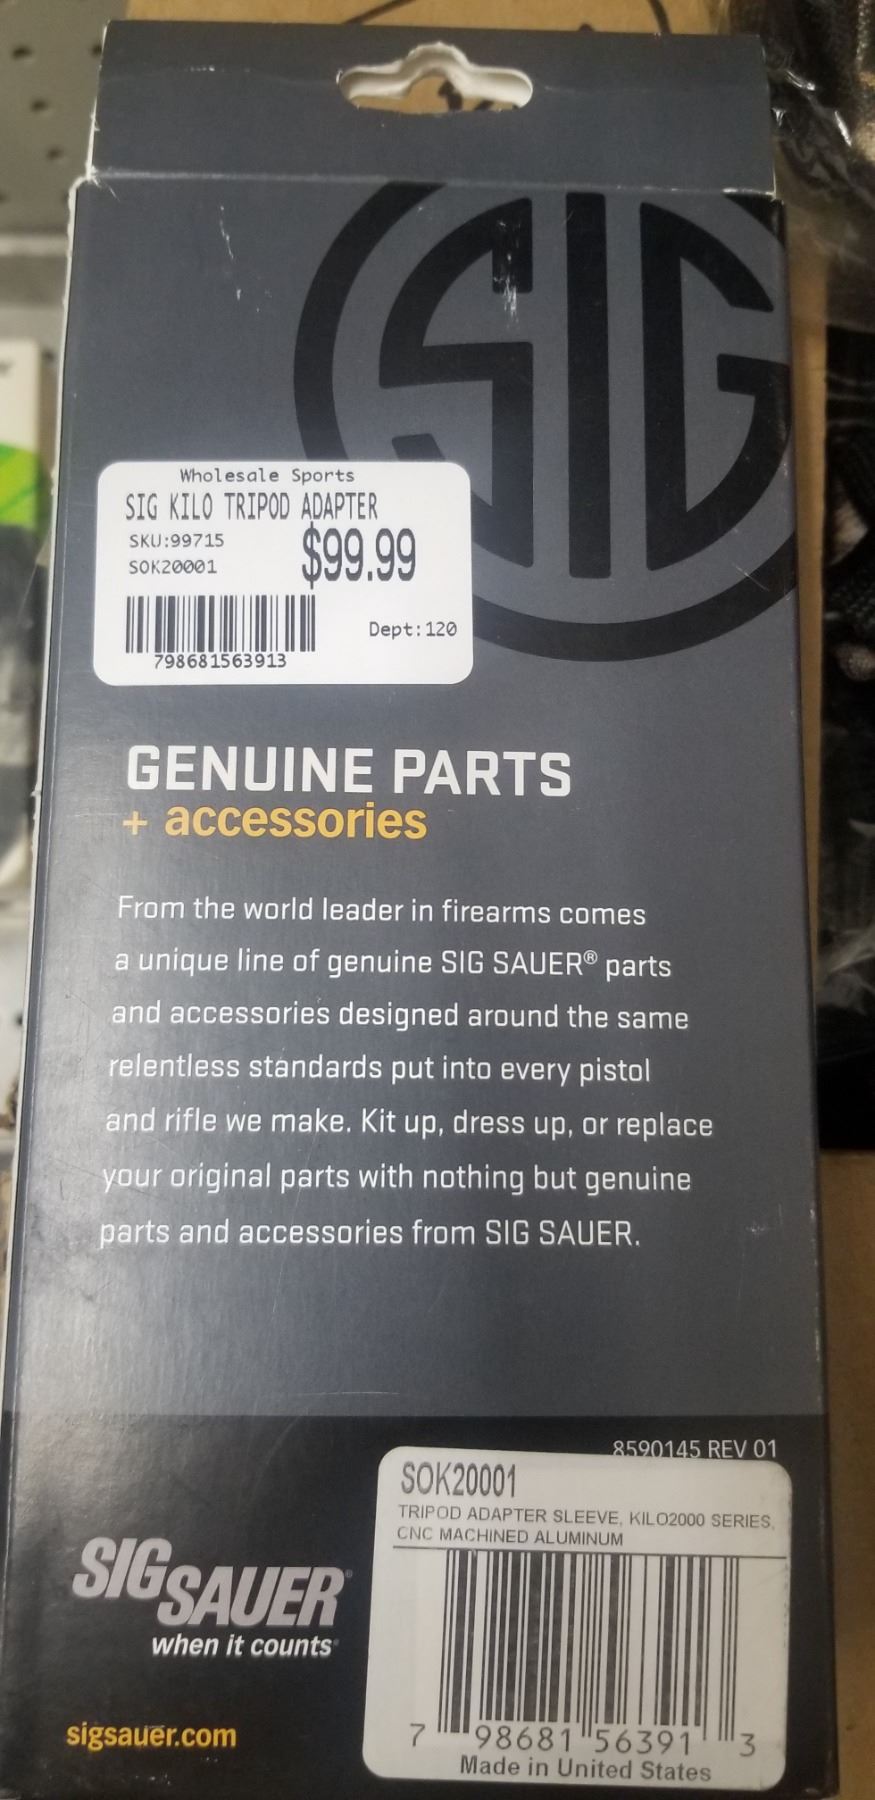 SIG
Wholesale Sports
SIG KILO TRIPOD ADAPTER
SKU:99715
SOK20001
$99.99
Dept:120
798681563913
GENUINE PARTS
+ accessories
From the world leader in firearms comes
a unique line of genuine SIG SAUER® parts
and accessories designed around the same
relentless standards put into every pistol
and rifle we make. Kit up, dress up, or replace
your original parts with nothing but genuine
parts and accessories from SIG SAUER.
8590145 REV 01
SOK20001
TRIPOD ADAPTER SLEEVE, KILO2000 SERIES,
CNC MACHINED ALUMINUM
7 98681 56391 3
Made in United States
SIG SAUER®
when it counts®
sigsauer.com